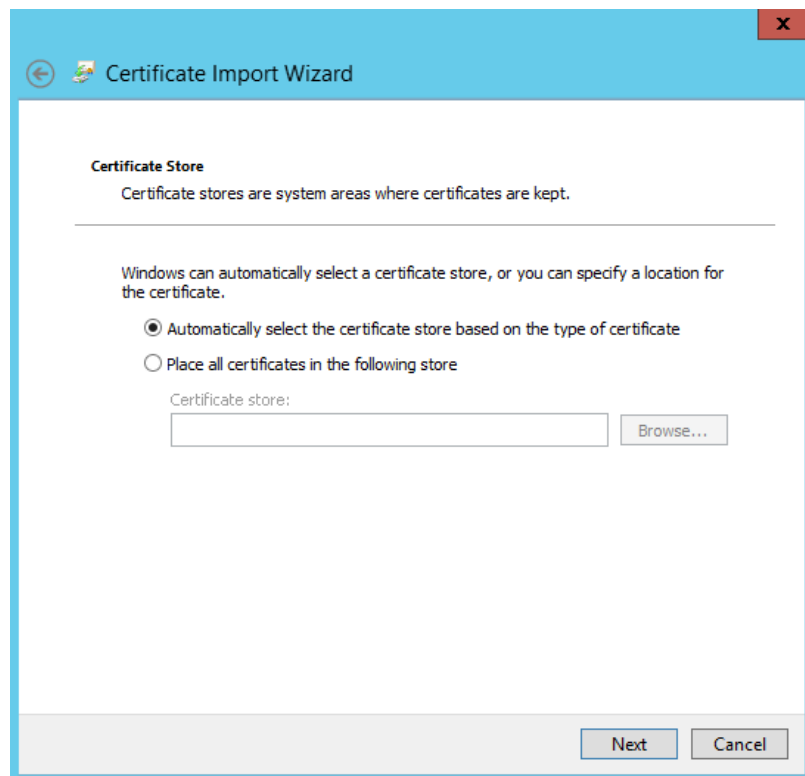 x
Certificate Import Wizard
Certificate Store
Certificate stores are system areas where certificates are kept.
Windows can automatically select a certificate store, or you can specify a location for
the certificate.
Automatically select the certificate store based on the type of certificate
Place all certificates in the following store
Certificate store:
Browse...
Next Cancel